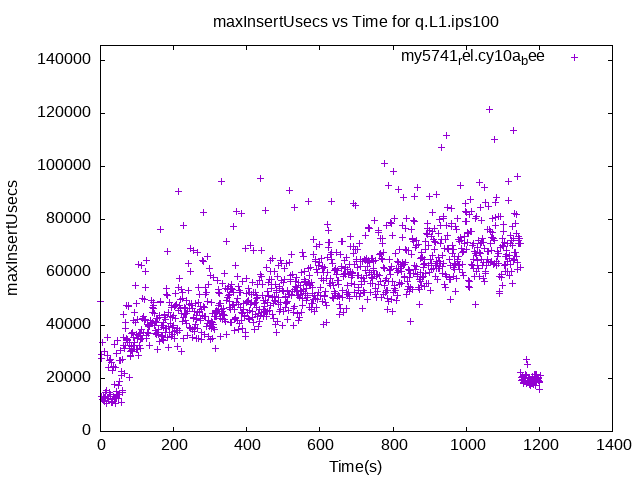 maxInsertUsecs vs Time for q.L1.ips100
my5741rel.cy10abee
140000
120000
100000
80000
60000
40000
20000
0
maxInsertUsecs
0 200 400 600 800 1000 1200 1400
Time(s)